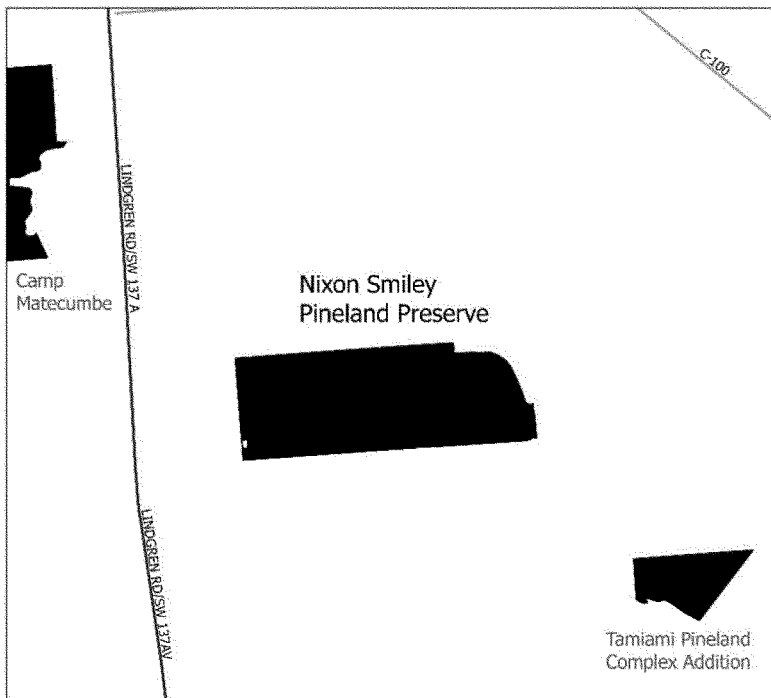 C-100
LINDGREN RD/SW 137 A
Camp
Matecumbe
Nixon Smiley
Pineland Preserve
LINDGREN RD/SW 137AV
Tamiami Pineland
Complex Addition